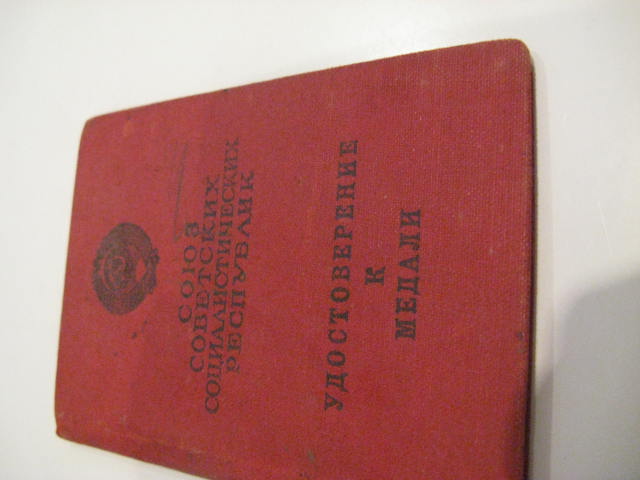 СОЮЗ
СОВЕТСКИХ
СОЦИАЛИСТИЧЕСКИХ
РЕСПУБЛИК
УДОСТОВЕРЕНИЕ
К
МЕДАЛИ